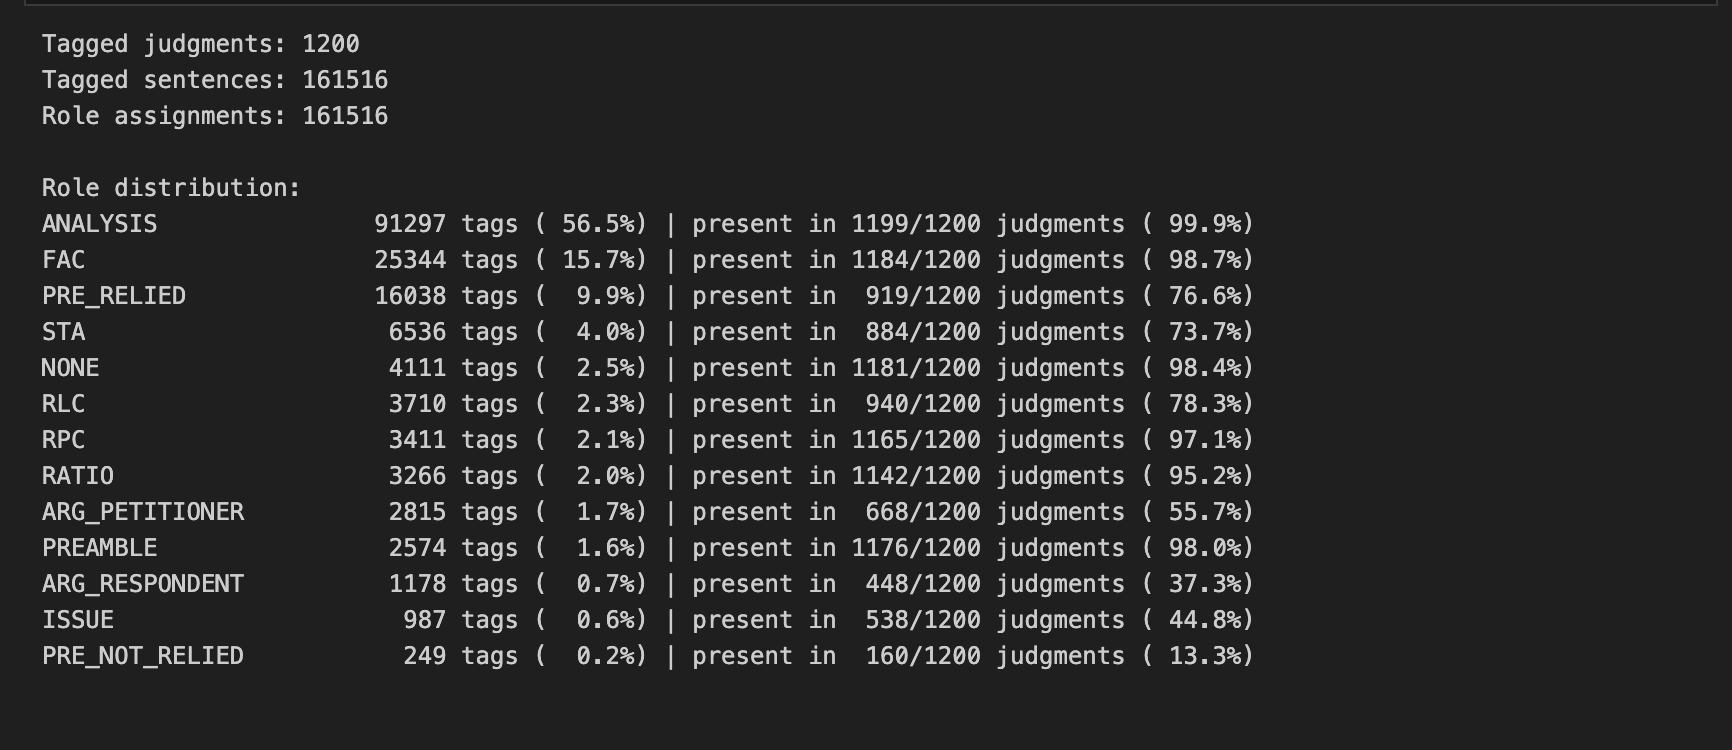 Tagged judgments: 1200
Tagged sentences: 161516
Role assignments: 161516
Role distribution:
ANALYSIS 91297 tags ( 56.5%) | present in 1199/1200 judgments ( 99.9%)
FAC 25344 tags ( 15.7%) | present in 1184/1200 judgments ( 98.7%)
PRE_RELIED 16038 tags (  9.9%) | present in  919/1200 judgments ( 76.6%)
STA 6536 tags (  4.0%) | present in  884/1200 judgments ( 73.7%)
NONE 4111 tags (  2.5%) | present in 1181/1200 judgments ( 98.4%)
RLC 3710 tags (  2.3%) | present in  940/1200 judgments ( 78.3%)
RPC 3411 tags (  2.1%) | present in 1165/1200 judgments ( 97.1%)
RATIO 3266 tags (  2.0%) | present in 1142/1200 judgments ( 95.2%)
ARG_PETITIONER 2815 tags (  1.7%) | present in  668/1200 judgments ( 55.7%)
PREAMBLE 2574 tags (  1.6%) | present in 1176/1200 judgments ( 98.0%)
ARG_RESPONDENT 1178 tags (  0.7%) | present in  448/1200 judgments ( 37.3%)
ISSUE 987 tags (  0.6%) | present in  538/1200 judgments ( 44.8%)
PRE_NOT_RELIED 249 tags (  0.2%) | present in  160/1200 judgments ( 13.3%)